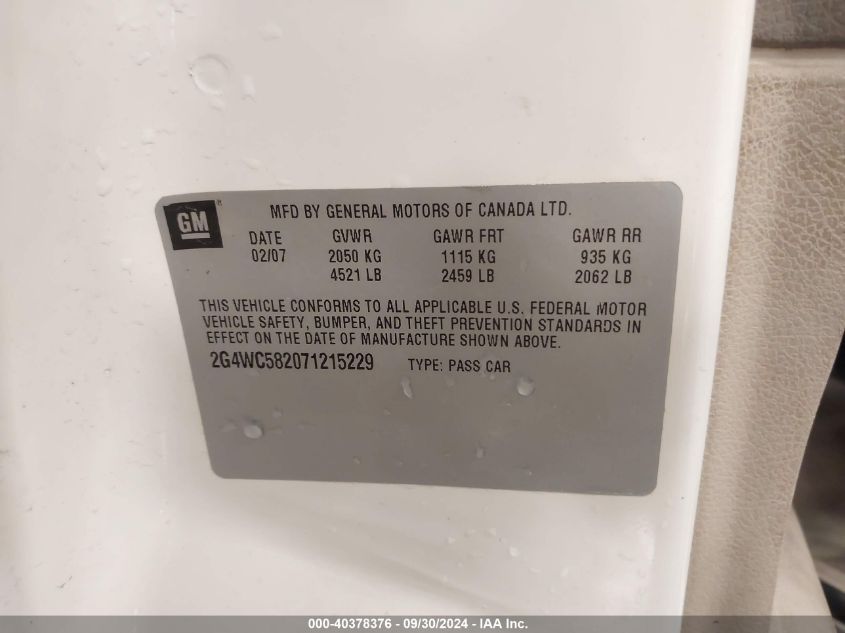 GM ®
MFD BY GENERAL MOTORS OF CANADA LTD.
DATE GVWR GAWR FRT GAWR RR
02/07 2050 KG 1115 KG 935 KG
4521 LB 2459 LB 2062 LB
THIS VEHICLE CONFORMS TO ALL APPLICABLE U.S. FEDERAL MOTOR
VEHICLE SAFETY, BUMPER, AND THEFT PREVENTION STANDARDS IN
EFFECT ON THE DATE OF MANUFACTURE SHOWN ABOVE.
2G4WC582071215229 TYPE: PASS CAR
000-40378376 - 09/30/2024 - IAA Inc.